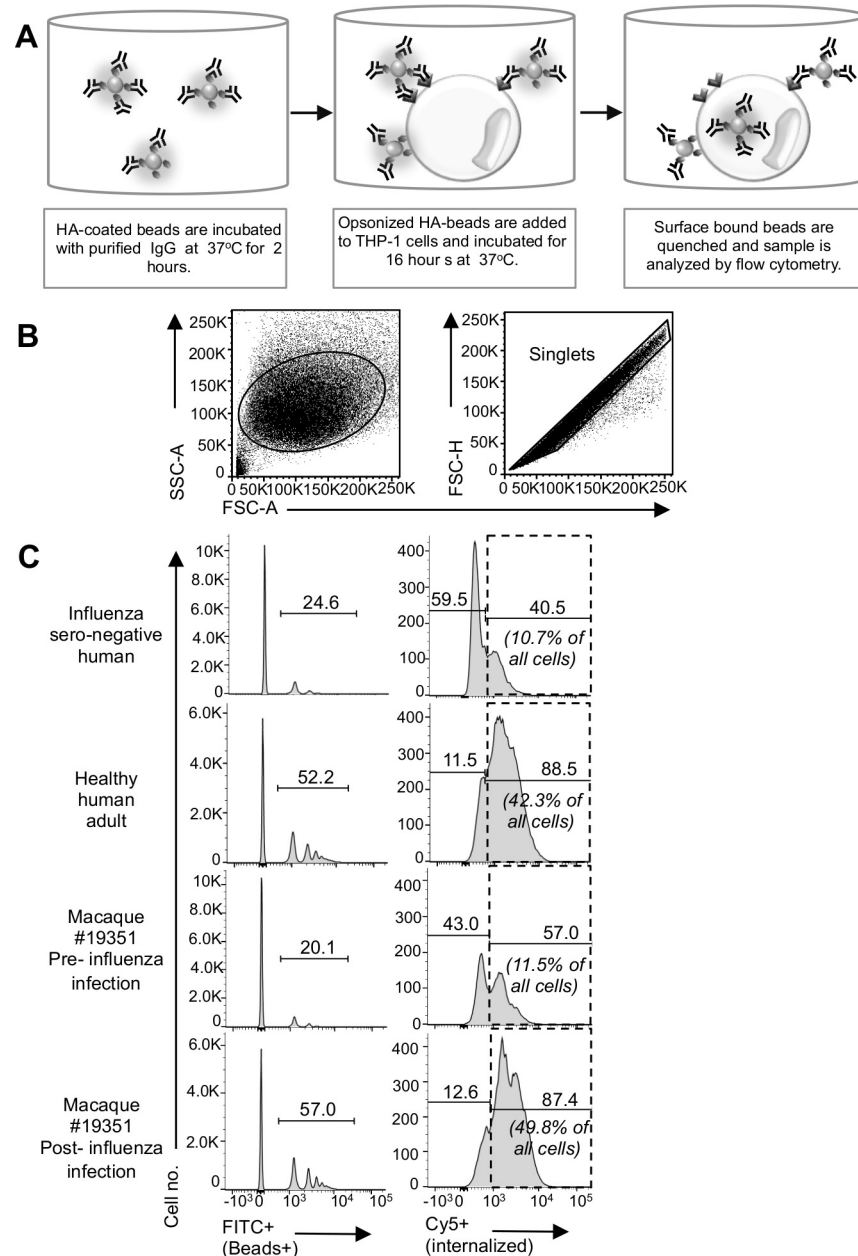 A
HA-coated beads are incubated
with purified IgG at 37ºC for 2
hours.
Opsonized HA-beads are added
to THP-1 cells and incubated for
16 hour s at 37ºC.
Surface bound beads are
quenched and sample is
analyzed by flow cytometry.
B
250K
200K
150K
100K
50K
0
SSC-A
0 50K100K150K200K250K
FSC-A
250K
200K
150K
100K
50K
0
FSC-H
Singlets
0 50K100K150K200K250K
C
Cell no.
Influenza
sero-negative
human
10K
8.0K
6.0K
4.0K
2.0K
0
24.6
400
300
200
100
0
59.5
40.5
(10.7% of
all cells)
Healthy
human
adult
6.0K
4.0K
2.0K
0
52.2
400
300
200
100
0
11.5
88.5
(42.3% of
all cells)
Macaque
#19351
Pre- influenza
infection
10K
8.0K
6.0K
4.0K
2.0K
0
20.1
400
300
200
100
0
43.0
57.0
(11.5% of
all cells)
Macaque
#19351
Post- influenza
infection
6.0K
4.0K
2.0K
0
57.0
400
300
200
100
0
12.6
87.4
(49.8% of
all cells)
-10³ 0 10³ 10⁴ 10⁵
FITC+
(Beads+)
-10³ 0 10³ 10⁴ 10⁵
Cy5+
(internalized)